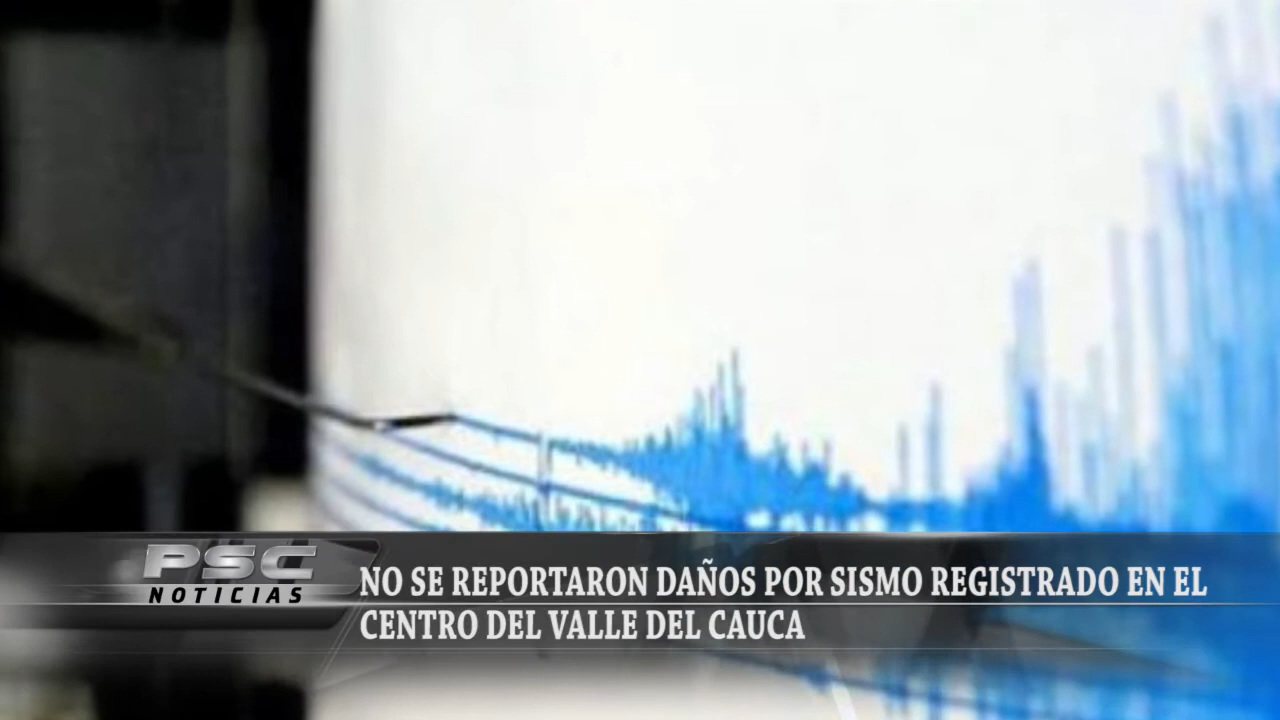 PSC
NOTICIAS
NO SE REPORTARON DAÑOS POR SISMO REGISTRADO EN EL
CENTRO DEL VALLE DEL CAUCA